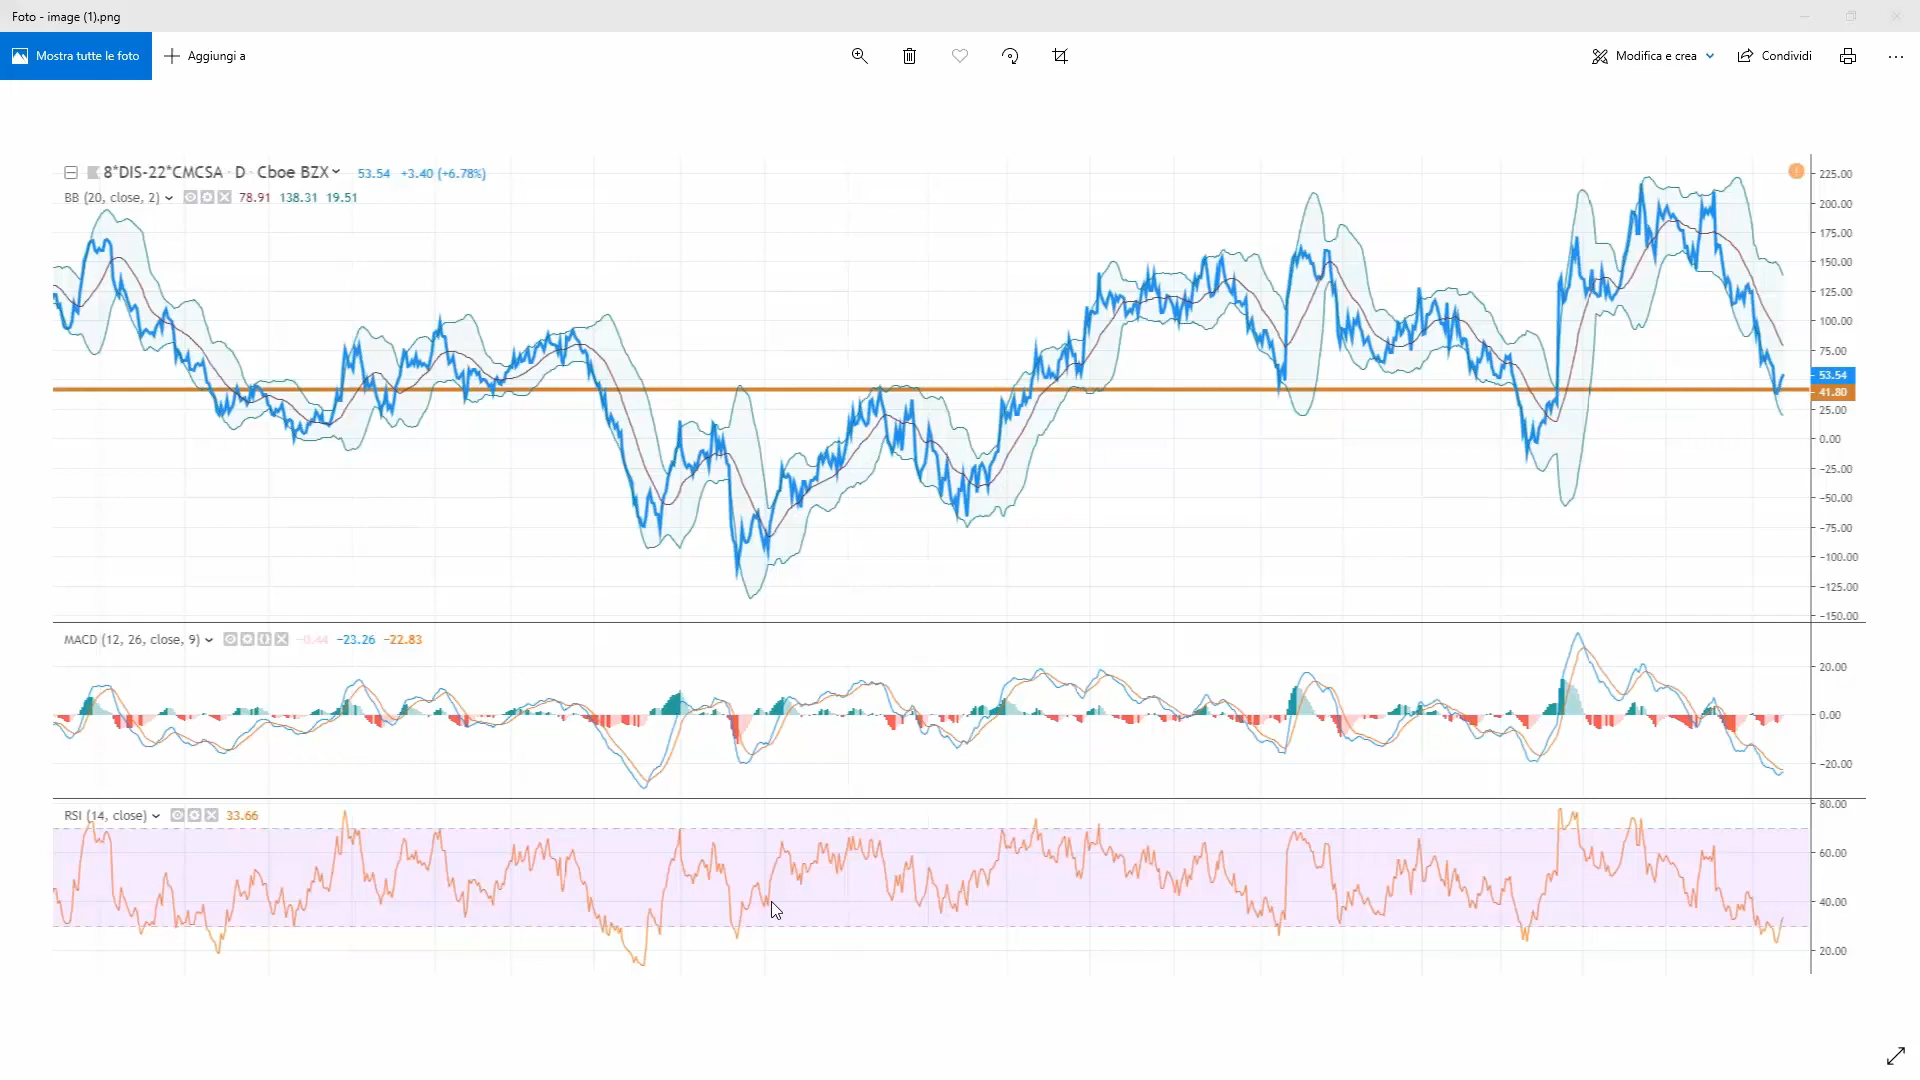 Foto - image (1).png
Mostra tutte le foto
Aggiungi a
Modifica e crea
Condividi
8*DIS-22*CMCSA · D · Cboe BZX 53.54 +3.40 (+6.78%)
BB (20, close, 2) 78.91 138.31 19.51
225.00
200.00
175.00
150.00
125.00
100.00
75.00
53.54
41.80
25.00
0.00
−25.00
−50.00
−75.00
−100.00
−125.00
−150.00
MACD (12, 26, close, 9) −0.44 −23.26 −22.83
20.00
0.00
−20.00
RSI (14, close) 33.66
80.00
60.00
40.00
20.00